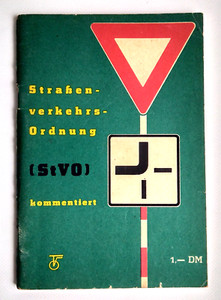 Straßen-
verkehrs-
Ordnung
(StVO)
kommentiert
1,— DM